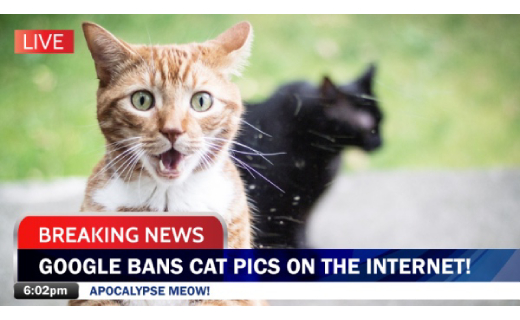 LIVE
BREAKING NEWS
GOOGLE BANS CAT PICS ON THE INTERNET!
6:02pm APOCALYPSE MEOW!